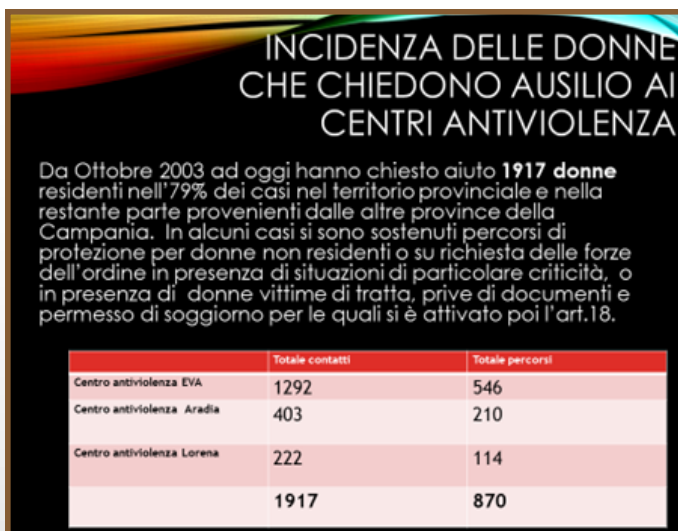 INCIDENZA DELLE DONNE
CHE CHIEDONO AUSILIO AI
CENTRI ANTIVIOLENZA
Da Ottobre 2003 ad oggi hanno chiesto aiuto 1917 donne
residenti nell'79% dei casi nel territorio provinciale e nella
restante parte provenienti dalle altre province della
Campania. In alcuni casi si sono sostenuti percorsi di
protezione per donne non residenti o su richiesta delle forze
dell'ordine in presenza di situazioni di particolare criticità, o
in presenza di donne vittime di tratta, prive di documenti e
permesso di soggiorno per le quali si è attivato poi l'art.18.
Totale contatti Totale percorsi
Centro antiviolenza EVA 1292 546
Centro antiviolenza Aradia 403 210
Centro antiviolenza Lorena 222 114
1917 870